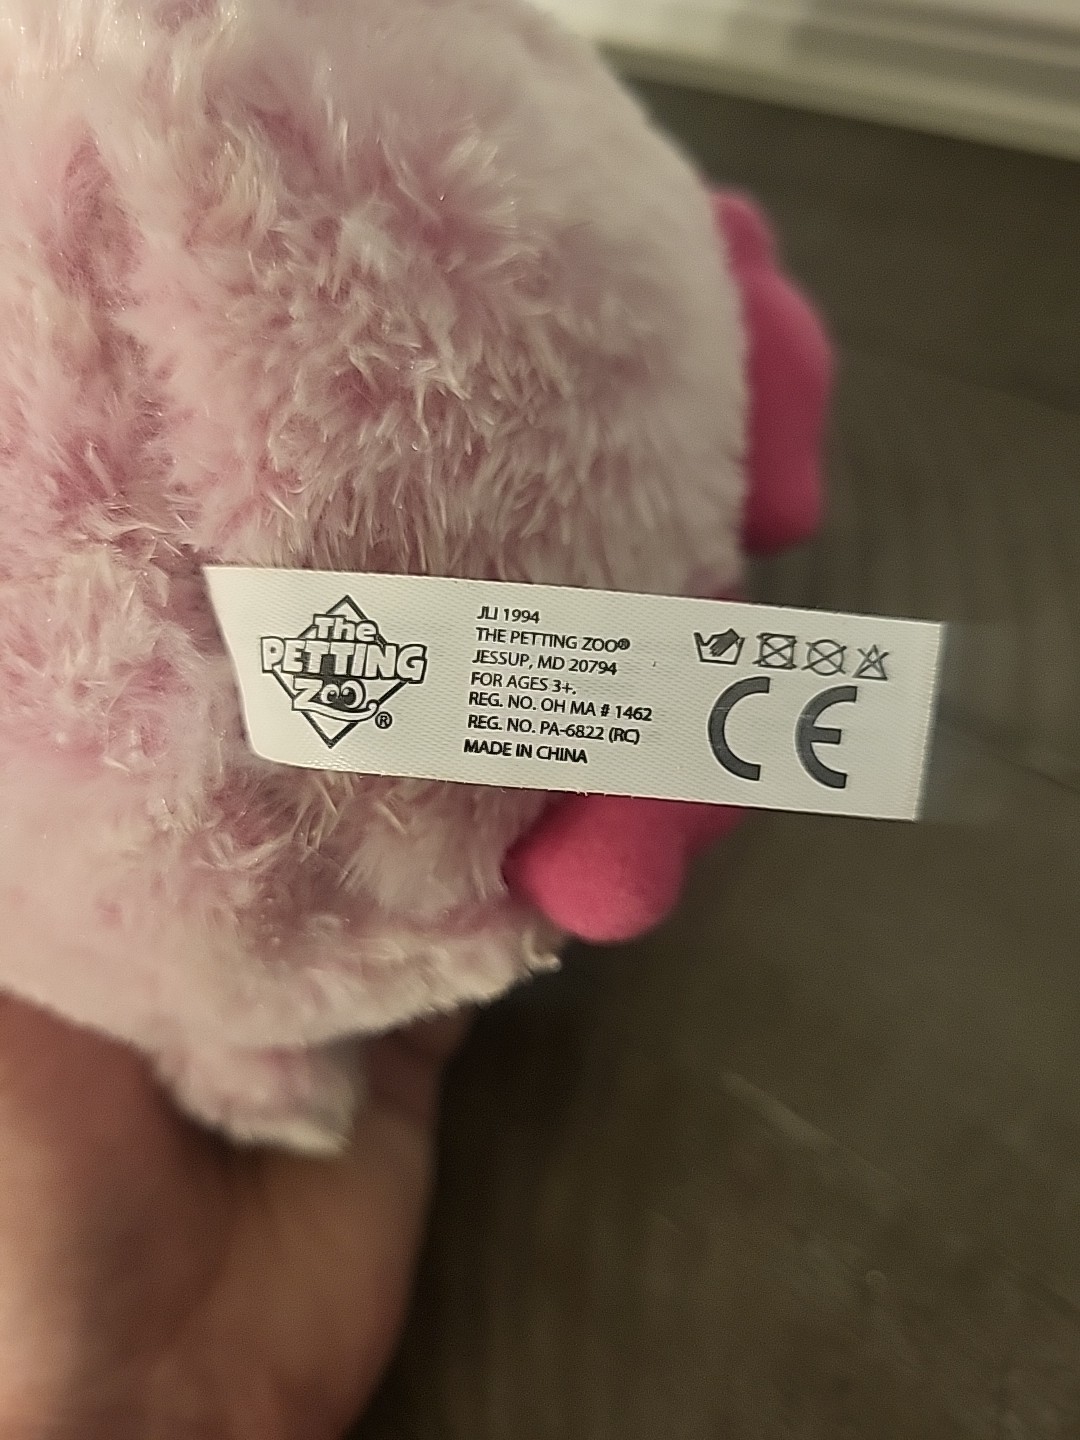 The
PETTING
ZOO®
JLI 1994
THE PETTING ZOO®
JESSUP, MD 20794
FOR AGES 3+.
REG. NO. OH MA # 1462
REG. NO. PA-6822 (RC)
MADE IN CHINA
CE